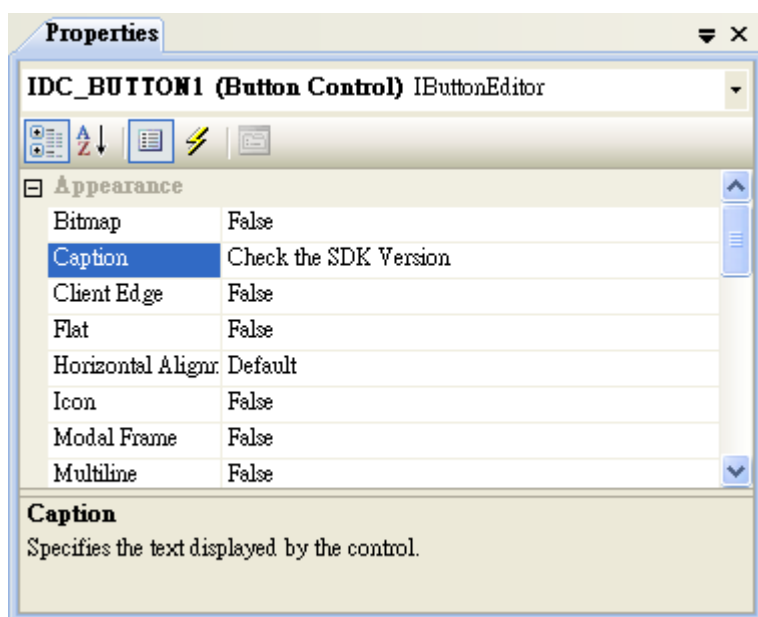 Properties
IDC_BUTTON1 (Button Control) IButtonEditor
A Z
Appearance
Bitmap False
Caption Check the SDK Version
Client Edge False
Flat False
Horizontal Alignr Default
Icon False
Modal Frame False
Multiline False
Caption
Specifies the text displayed by the control.